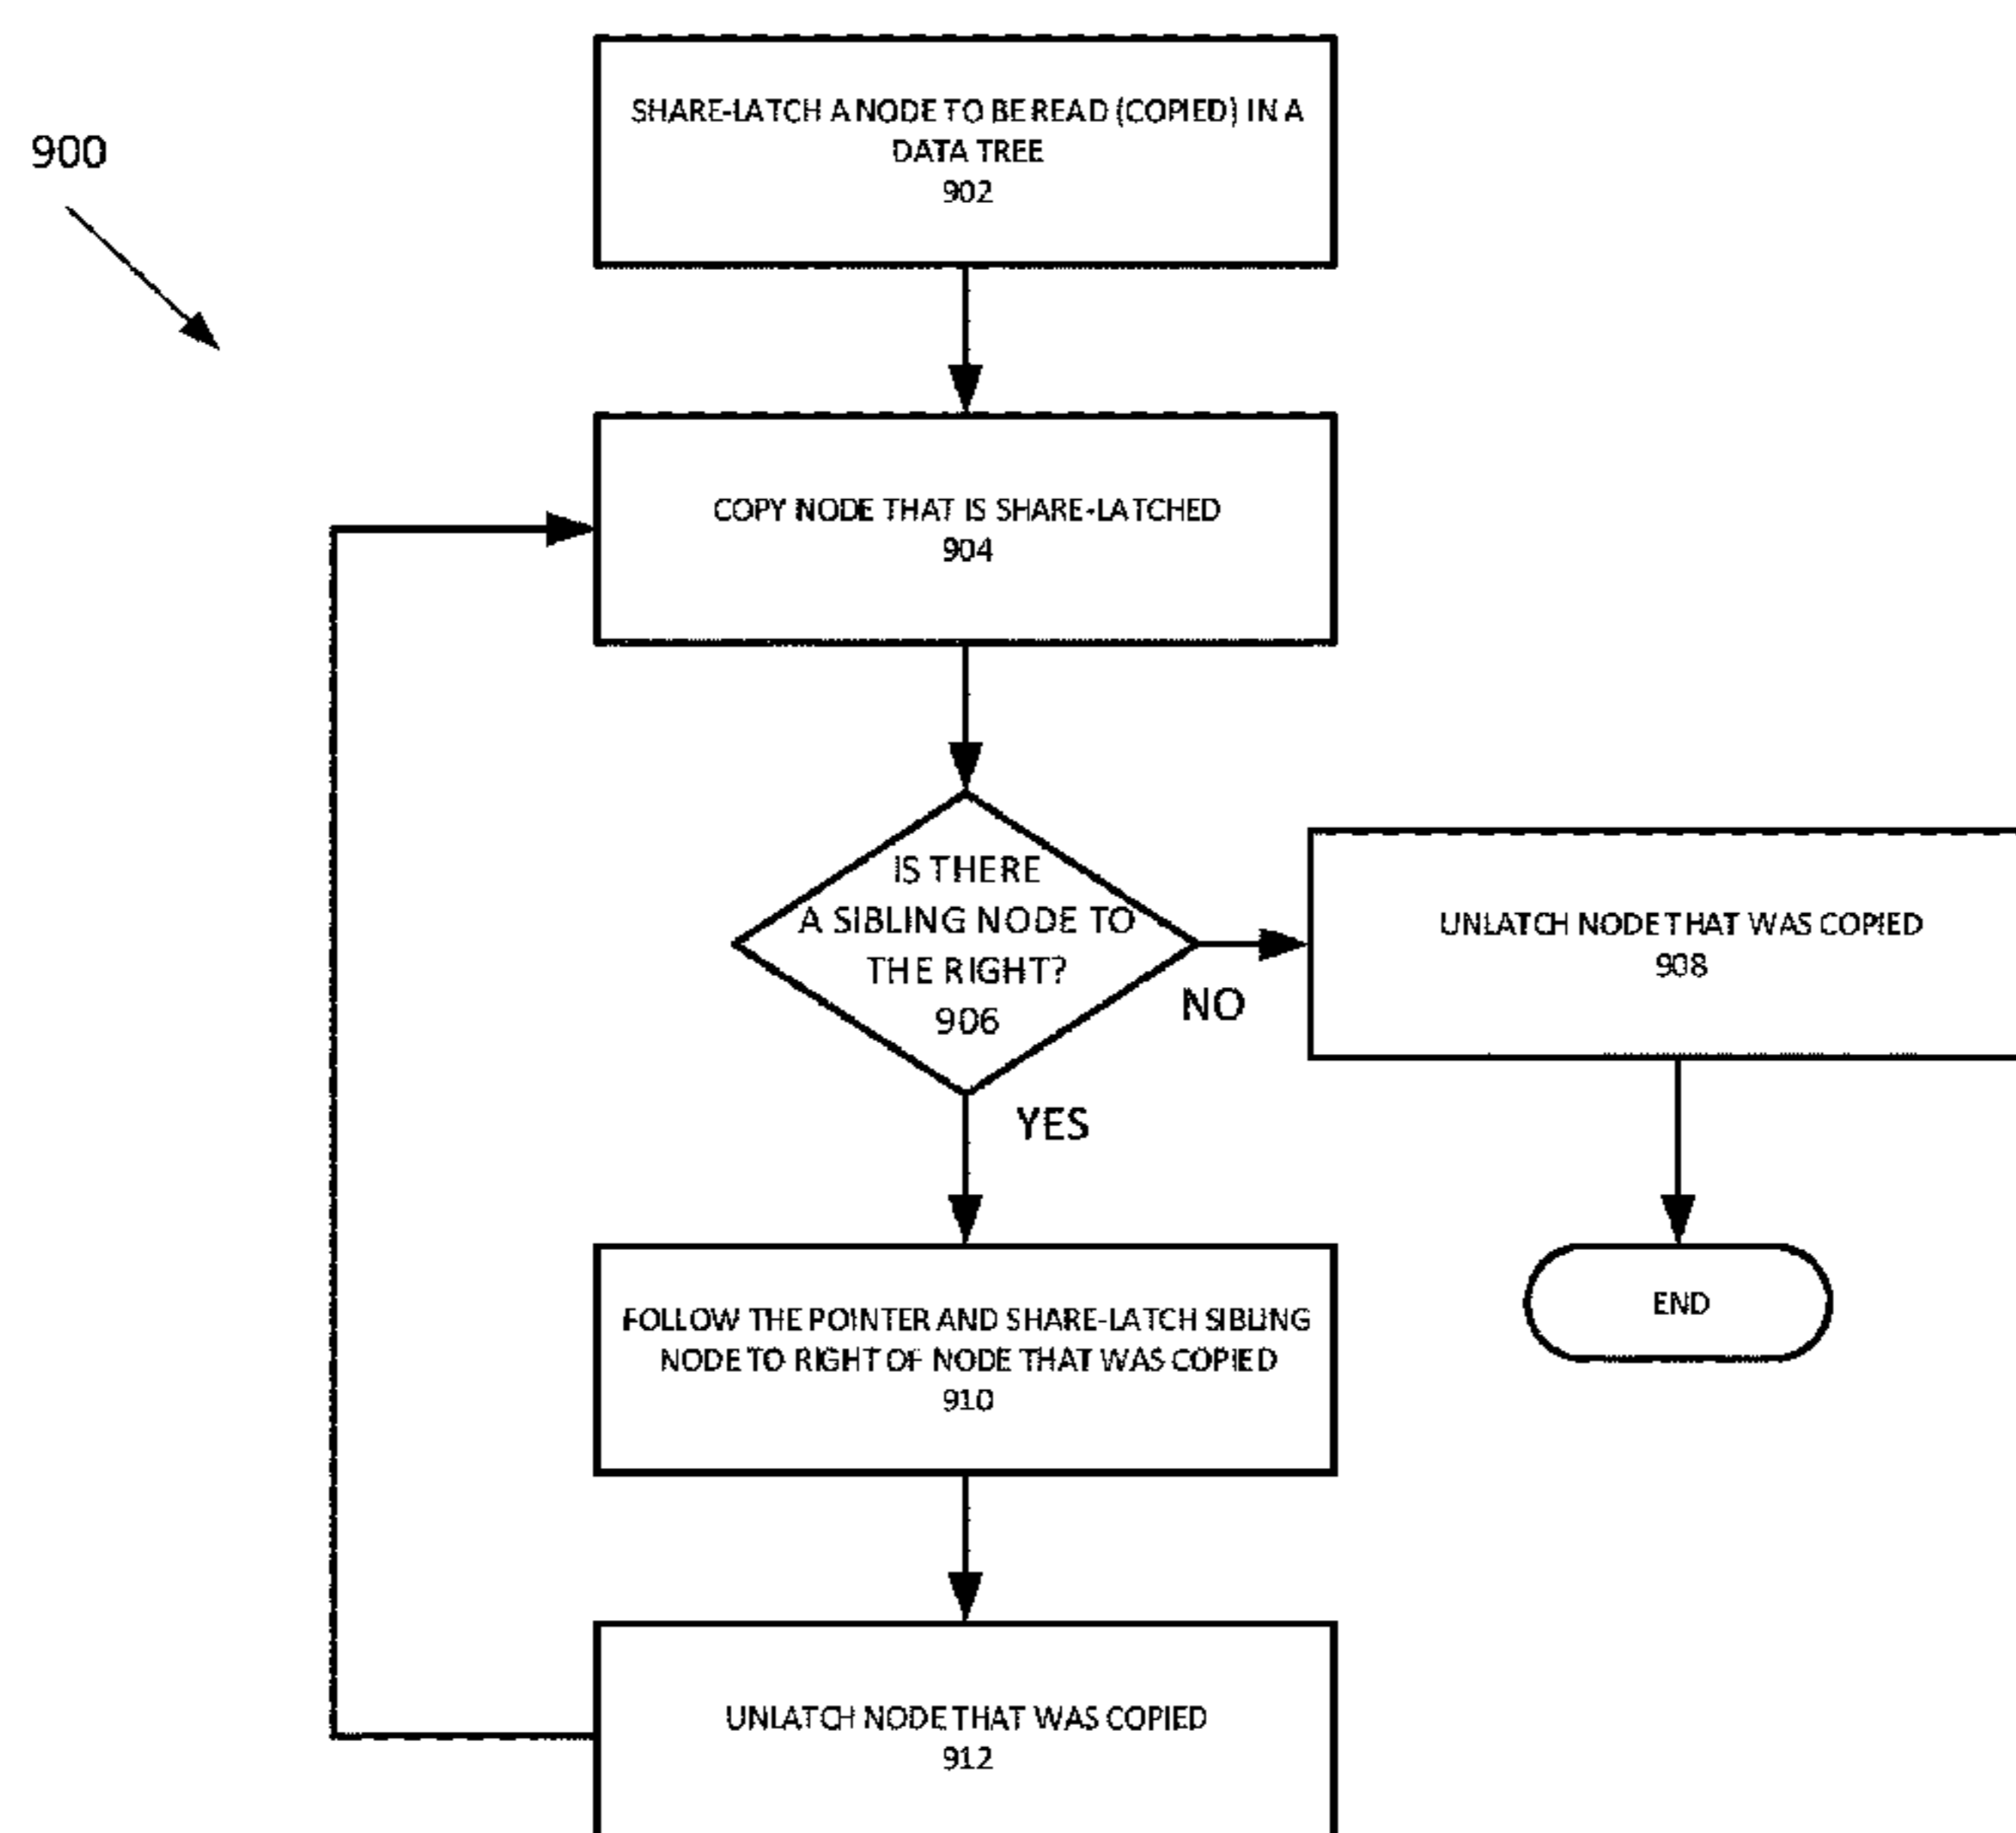 900
SHARE-LATCH A NODE TO BE READ (COPIED) IN A
DATA TREE
902
COPY NODE THAT IS SHARE-LATCHED
904
IS THERE
A SIBLING NODE TO
THE RIGHT?
906
NO
UNLATCH NODE THAT WAS COPIED
908
YES
FOLLOW THE POINTER AND SHARE-LATCH SIBLING
NODE TO RIGHT OF NODE THAT WAS COPIED
910
END
UNLATCH NODE THAT WAS COPIED
912